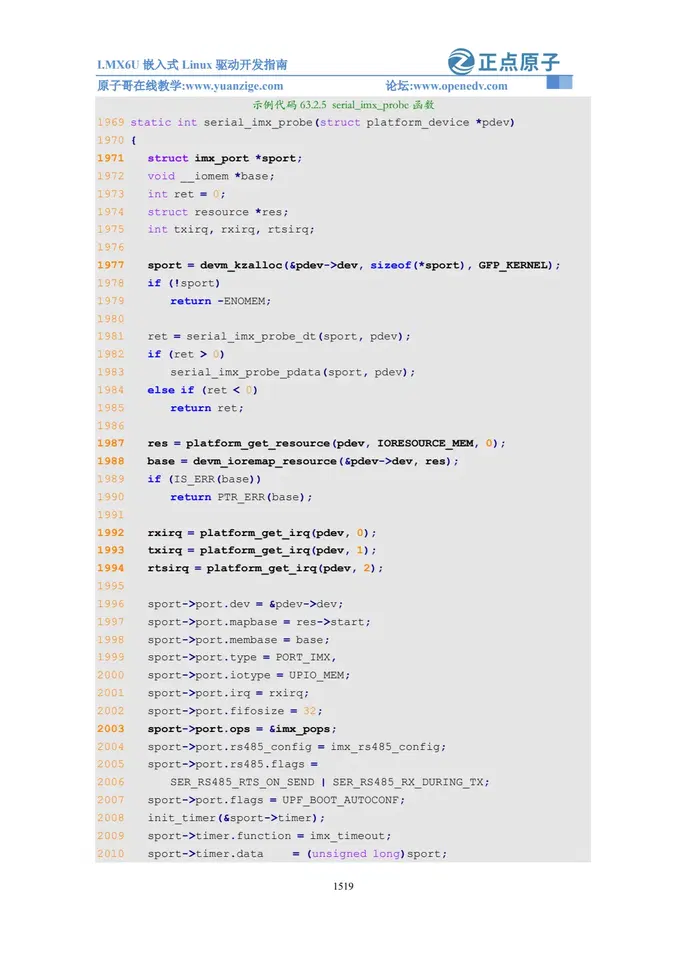 I.MX6U 嵌入式 Linux 驱动开发指南
正点原子
原子哥在线教学:www.yuanzige.com 论坛:www.openedv.com
示例代码 63.2.5 serial_imx_probe 函数
1969 static int serial_imx_probe(struct platform_device *pdev)
1970 {
1971 struct imx_port *sport;
1972 void __iomem *base;
1973 int ret = 0;
1974 struct resource *res;
1975 int txirq, rxirq, rtsirq;
1976
1977 sport = devm_kzalloc(&pdev->dev, sizeof(*sport), GFP_KERNEL);
1978 if (!sport)
1979 return -ENOMEM;
1980
1981 ret = serial_imx_probe_dt(sport, pdev);
1982 if (ret > 0)
1983 serial_imx_probe_pdata(sport, pdev);
1984 else if (ret < 0)
1985 return ret;
1986
1987 res = platform_get_resource(pdev, IORESOURCE_MEM, 0);
1988 base = devm_ioremap_resource(&pdev->dev, res);
1989 if (IS_ERR(base))
1990 return PTR_ERR(base);
1991
1992 rxirq = platform_get_irq(pdev, 0);
1993 txirq = platform_get_irq(pdev, 1);
1994 rtsirq = platform_get_irq(pdev, 2);
1995
1996 sport->port.dev = &pdev->dev;
1997 sport->port.mapbase = res->start;
1998 sport->port.membase = base;
1999 sport->port.type = PORT_IMX,
2000 sport->port.iotype = UPIO_MEM;
2001 sport->port.irq = rxirq;
2002 sport->port.fifosize = 32;
2003 sport->port.ops = &imx_pops;
2004 sport->port.rs485_config = imx_rs485_config;
2005 sport->port.rs485.flags =
2006 SER_RS485_RTS_ON_SEND | SER_RS485_RX_DURING_TX;
2007 sport->port.flags = UPF_BOOT_AUTOCONF;
2008 init_timer(&sport->timer);
2009 sport->timer.function = imx_timeout;
2010 sport->timer.data = (unsigned long)sport;
1519